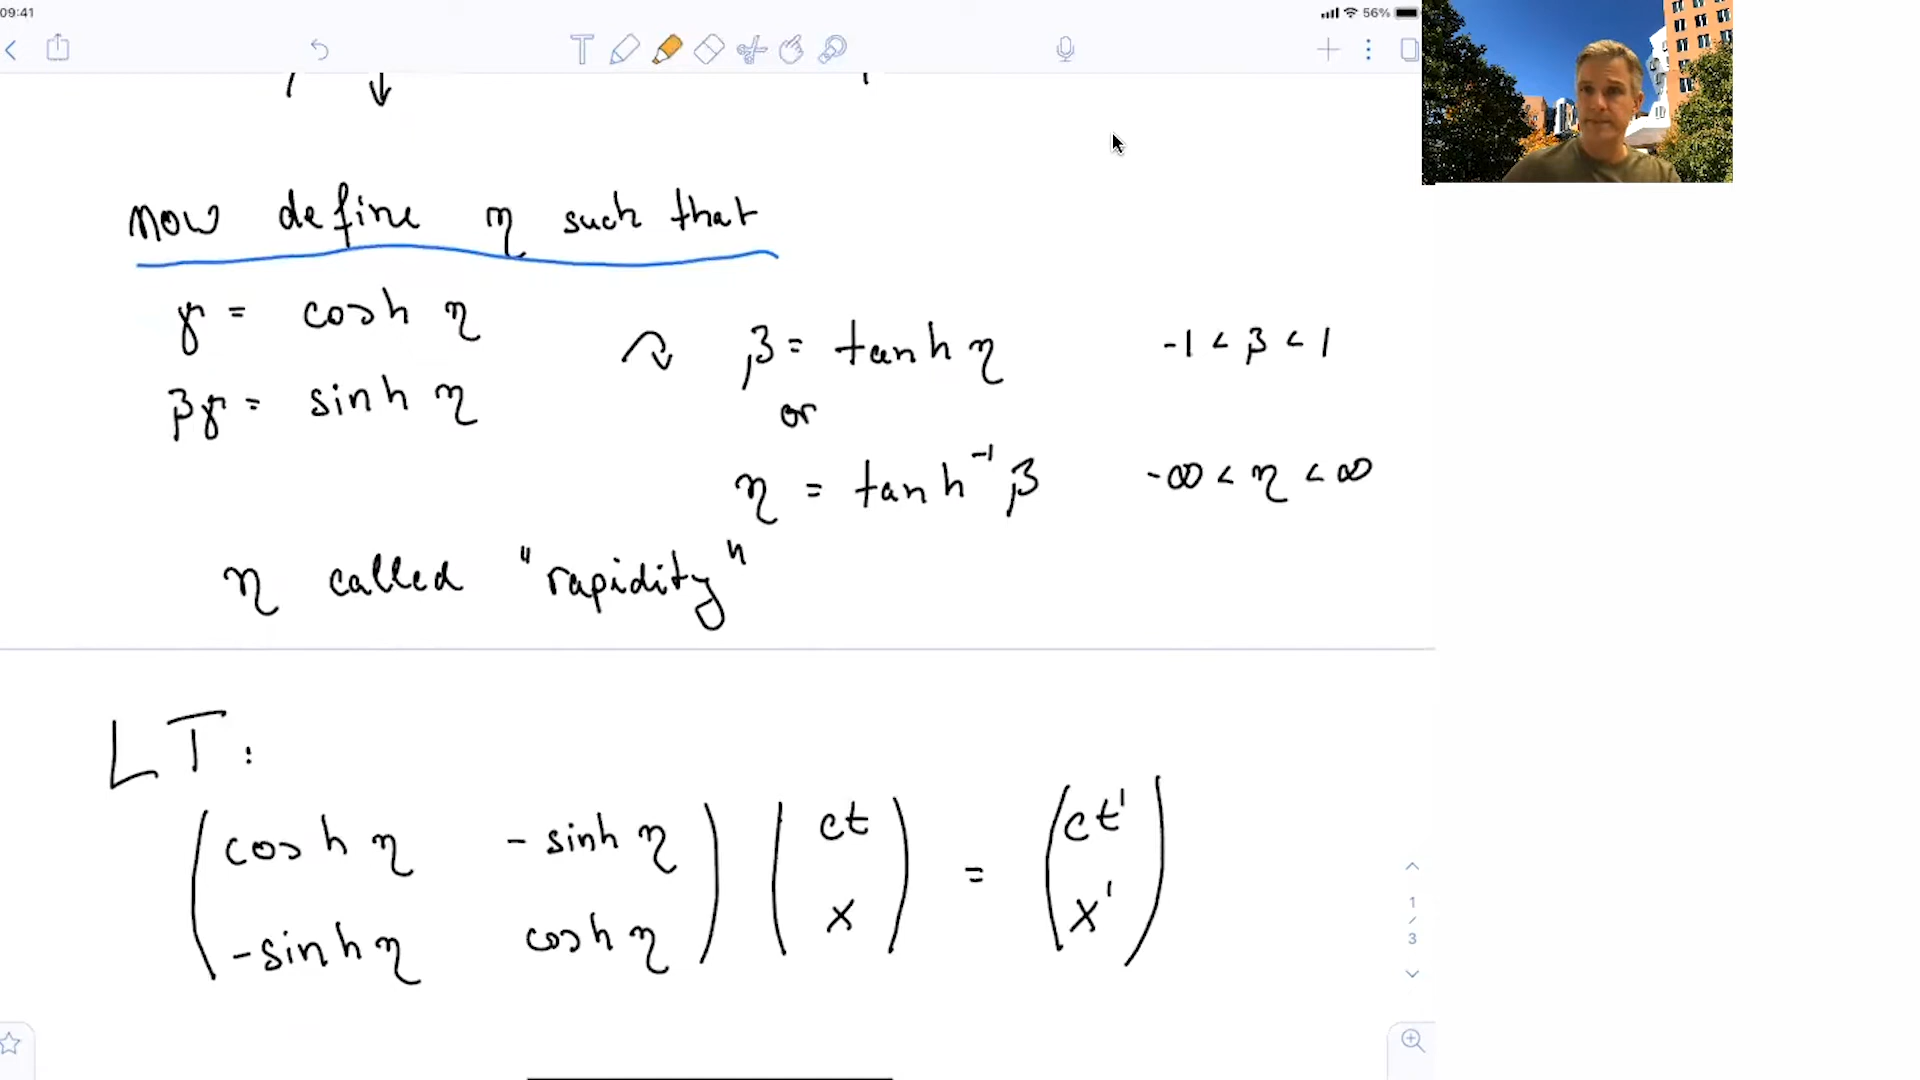 09:41
56%
Now define η such that
γ = cosh η
βγ = sinh η
β = tanh η
-1 < β < 1
or
η = tanh⁻¹ β
-∞ < η < ∞
η called "rapidity"
LT:
cosh η -sinh η
-sinh η cosh η
ct
x
=
ct'
x'
1
/
3